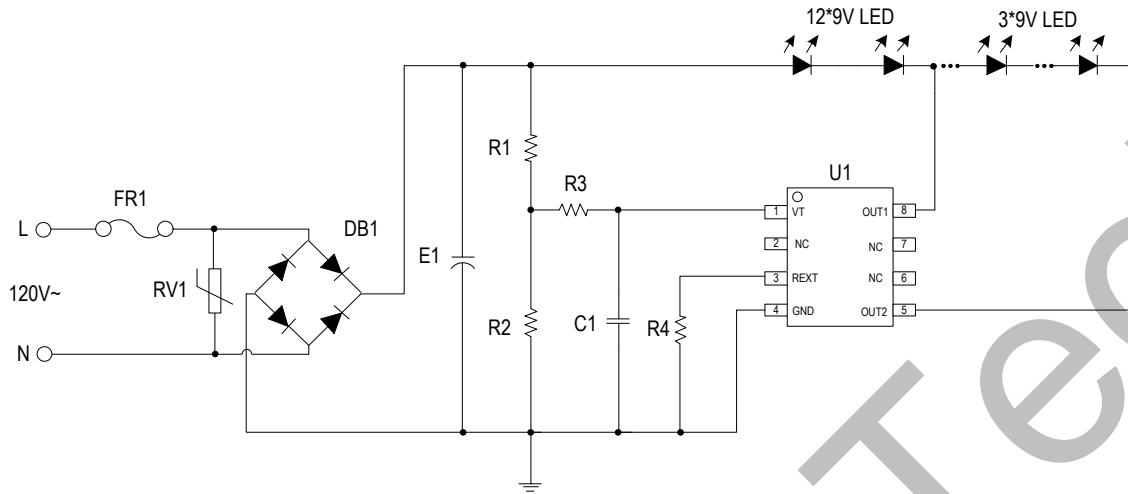 12*9V LED
3*9V LED
R1
U1
R3
FR1
1 VT OUT1 8
L
DB1
2 NC NC 7
E1
120V~
RV1
3 REXT NC 6
R2
C1
R4
4 GND OUT2 5
N
Te